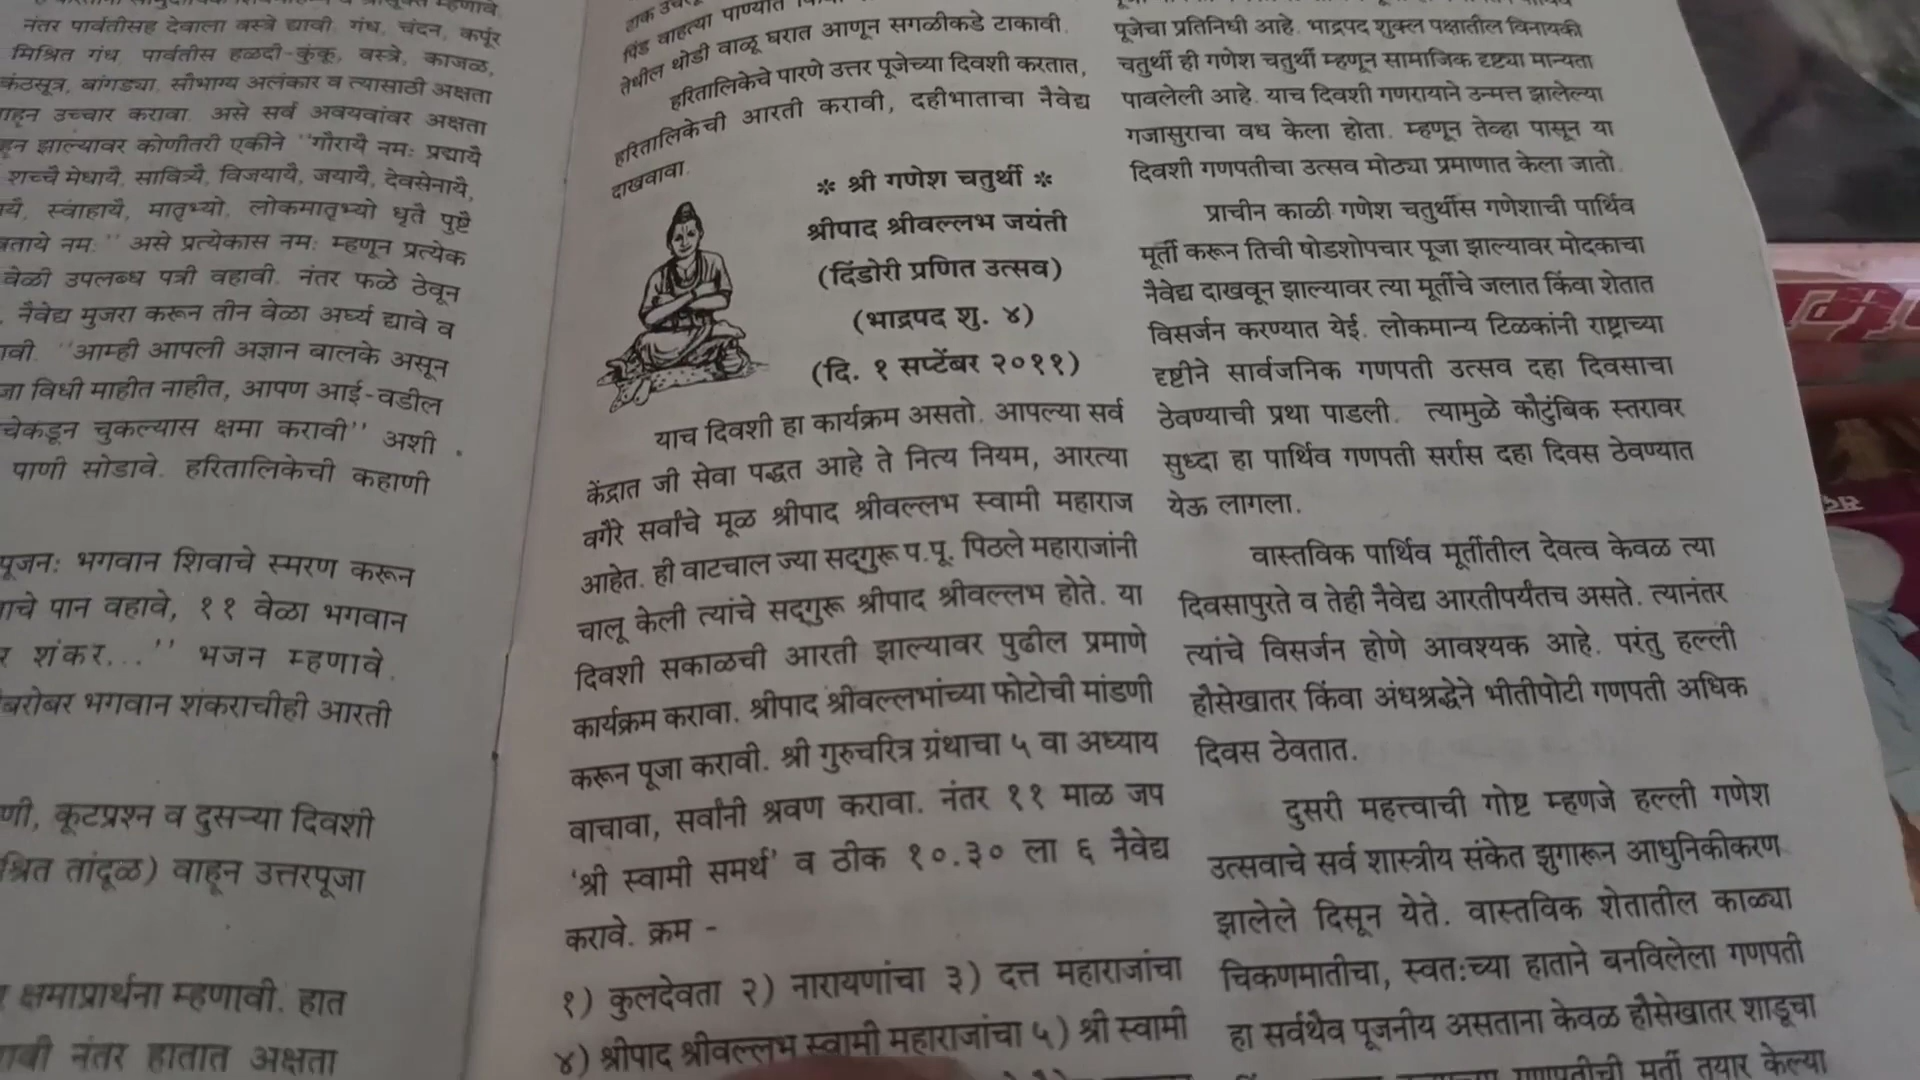 नंतर पार्वतीसह देवाला वस्त्रे द्यावी. गंध, चंदन, कर्पूर
मिश्रित गंध, पार्वतीस हळदी-कुंकू, वस्त्रे, काजळ,
कंठसूत्र, बांगड्या. सौभाग्य अलंकार व त्यासाठी अक्षता
उच्चार करावा. असे सर्व अवयवांवर अक्षता
झाल्यावर कोणीतरी एकीने "गौरायै नमः प्रद्मायै
शच्चै मेधायै, सावित्र्यै, विजयायै, जयायै, देवसेनायै,
स्वाहायै, मातृभ्यो, लोकमातृभ्यो धृतै पुष्टै
नमः" असे प्रत्येकास नमः म्हणून प्रत्येक
वेळी उपलब्ध पत्री वहावी. नंतर फळे ठेवून
नैवेद्य मुजरा करून तीन वेळा अर्घ्य द्यावे व
"आम्ही आपली अज्ञान बालके असून
विधी माहीत नाहीत, आपण आई-वडील
चुकल्यास क्षमा करावी" अशी
पाणी सोडावे. हरितालिकेची कहाणी
पूजनः भगवान शिवाचे स्मरण करून
पान वहावे, ११ वेळा भगवान
शंकर..." भजन म्हणावे.
बरोबर भगवान शंकराचीही आरती
कूटप्रश्न व दुसऱ्या दिवशी
तांदूळ) वाहून उत्तरपूजा
क्षमाप्रार्थना म्हणावी. हात
नंतर हातात अक्षता
पिंड वाहत्या पाण्यात
तेथील थोडी वाळू घरात आणून सगळीकडे टाकावी.
हरितालिकेचे पारणे उत्तर पूजेच्या दिवशी करतात,
हरितालिकेची आरती करावी, दहीभाताचा नैवेद्य
दाखवावा.
* श्री गणेश चतुर्थी *
श्रीपाद श्रीवल्लभ जयंती
(दिंडोरी प्रणित उत्सव)
(भाद्रपद शु. ४)
(दि. १ सप्टेंबर २०११)
याच दिवशी हा कार्यक्रम असतो. आपल्या सर्व
केंद्रात जी सेवा पद्धत आहे ते नित्य नियम, आरत्या
वगैरे सर्वांचे मूळ श्रीपाद श्रीवल्लभ स्वामी महाराज
आहेत. ही वाटचाल ज्या सद्गुरू प.पू. पिठले महाराजांनी
चालू केली त्यांचे सद्गुरू श्रीपाद श्रीवल्लभ होते. या
दिवशी सकाळची आरती झाल्यावर पुढील प्रमाणे
कार्यक्रम करावा. श्रीपाद श्रीवल्लभांच्या फोटोची मांडणी
करून पूजा करावी. श्री गुरुचरित्र ग्रंथाचा ५ वा अध्याय
वाचावा, सर्वांनी श्रवण करावा. नंतर ११ माळ जप
'श्री स्वामी समर्थ' व ठीक १०.३० ला ६ नैवेद्य
करावे. क्रम -
१) कुलदेवता २) नारायणांचा ३) दत्त महाराजांचा
४) श्रीपाद श्रीवल्लभ स्वामी महाराजांचा ५) श्री स्वामी
पूजेचा प्रतिनिधी आहे. भाद्रपद शुक्ल पक्षातील विनायकी
चतुर्थी ही गणेश चतुर्थी म्हणून सामाजिक दृष्ट्या मान्यता
पावलेली आहे. याच दिवशी गणरायाने उन्मत्त झालेल्या
गजासुराचा वध केला होता. म्हणून तेव्हा पासून या
दिवशी गणपतीचा उत्सव मोठ्या प्रमाणात केला जातो.
प्राचीन काळी गणेश चतुर्थीस गणेशाची पार्थिव
मूर्ती करून तिची षोडशोपचार पूजा झाल्यावर मोदकाचा
नैवेद्य दाखवून झाल्यावर त्या मूर्तीचे जलात किंवा शेतात
विसर्जन करण्यात येई. लोकमान्य टिळकांनी राष्ट्राच्या
दृष्टीने सार्वजनिक गणपती उत्सव दहा दिवसाचा
ठेवण्याची प्रथा पाडली. त्यामुळे कौटुंबिक स्तरावर
सुध्दा हा पार्थिव गणपती सर्रास दहा दिवस ठेवण्यात
येऊ लागला.
वास्तविक पार्थिव मूर्तीतील देवत्व केवळ त्या
दिवसापुरते व तेही नैवेद्य आरतीपर्यंतच असते. त्यानंतर
त्यांचे विसर्जन होणे आवश्यक आहे. परंतु हल्ली
हौसेखातर किंवा अंधश्रद्धेने भीतीपोटी गणपती अधिक
दिवस ठेवतात.
दुसरी महत्त्वाची गोष्ट म्हणजे हल्ली गणेश
उत्सवाचे सर्व शास्त्रीय संकेत झुगारून आधुनिकीकरण
झालेले दिसून येते. वास्तविक शेतातील काळ्या
चिकणमातीचा, स्वतःच्या हाताने बनविलेला गणपती
हा सर्वथैव पूजनीय असताना केवळ हौसेखातर शाडूचा
गणपतीची मूर्ती तयार केल्या